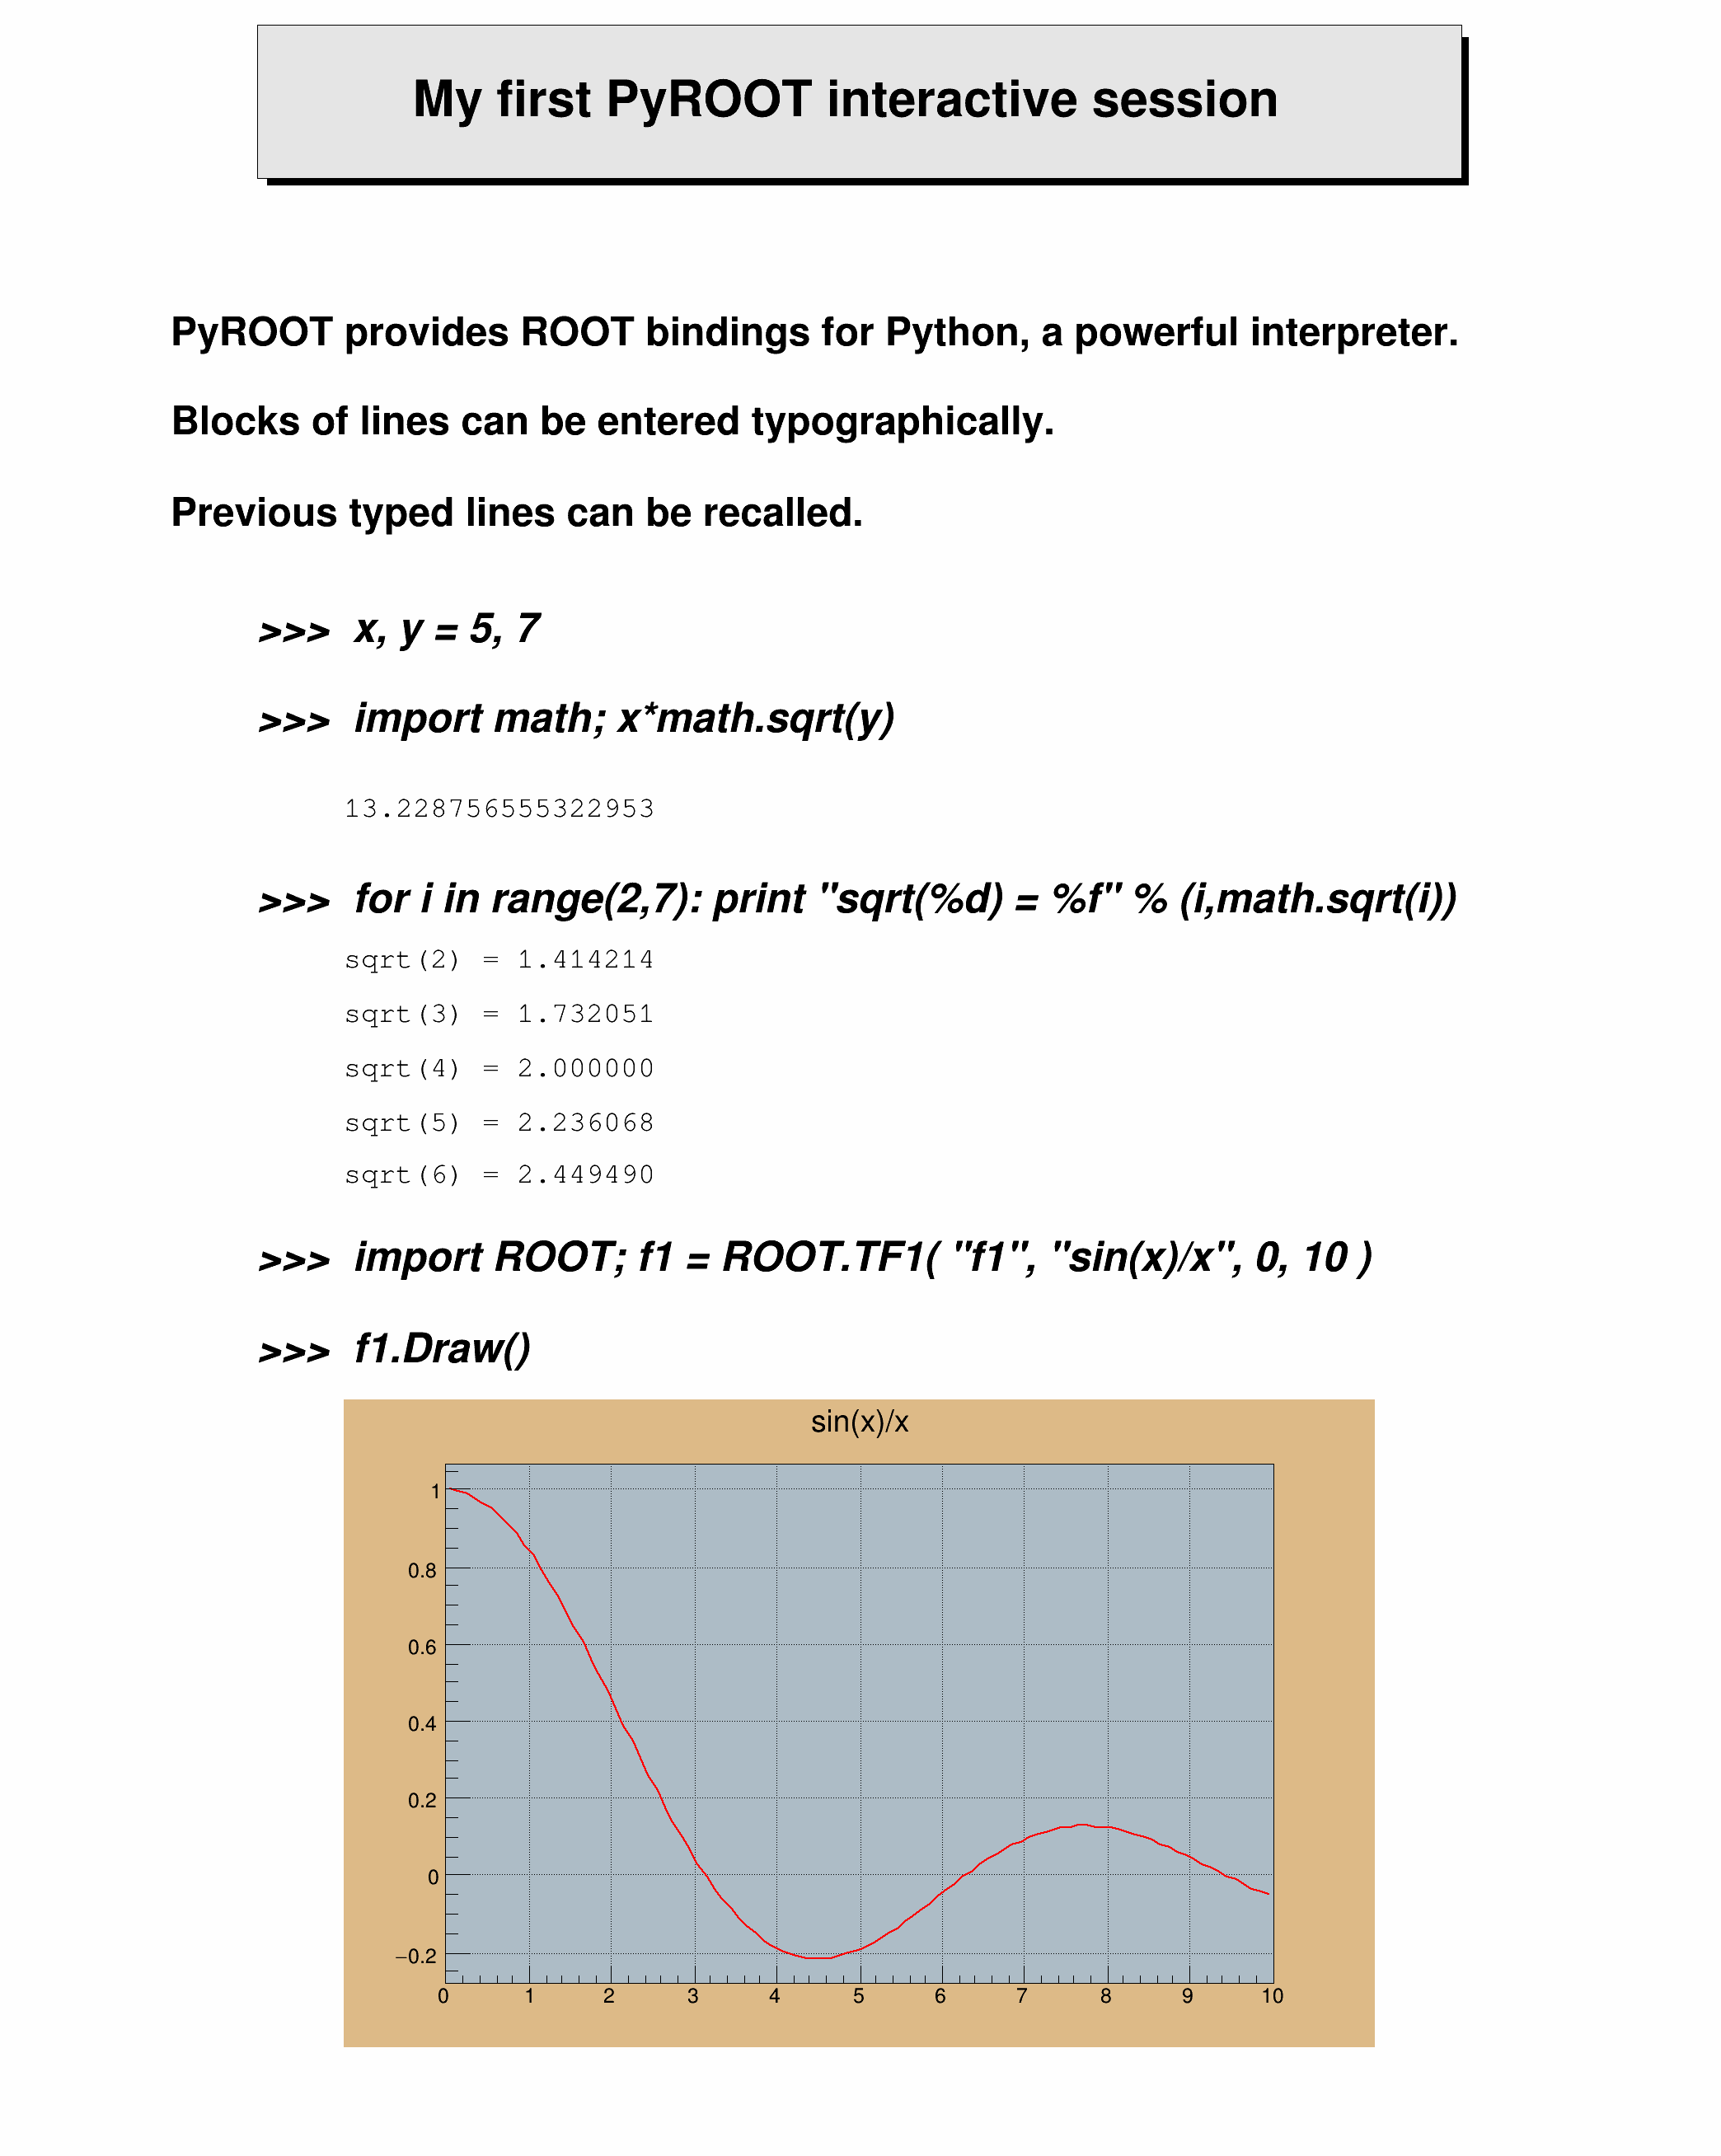 My first PyROOT interactive session
PyROOT provides ROOT bindings for Python, a powerful interpreter.
Blocks of lines can be entered typographically.
Previous typed lines can be recalled.
>>> x, y = 5, 7
>>> import math; x*math.sqrt(y)
13.228756555322953
>>> for i in range(2,7): print "sqrt(%d) = %f" % (i,math.sqrt(i))
sqrt(2) = 1.414214
sqrt(3) = 1.732051
sqrt(4) = 2.000000
sqrt(5) = 2.236068
sqrt(6) = 2.449490
>>> import ROOT; f1 = ROOT.TF1( "f1", "sin(x)/x", 0, 10 )
>>> f1.Draw()
sin(x)/x
1
0.8
0.6
0.4
0.2
0
−0.2
0 1 2 3 4 5 6 7 8 9 10